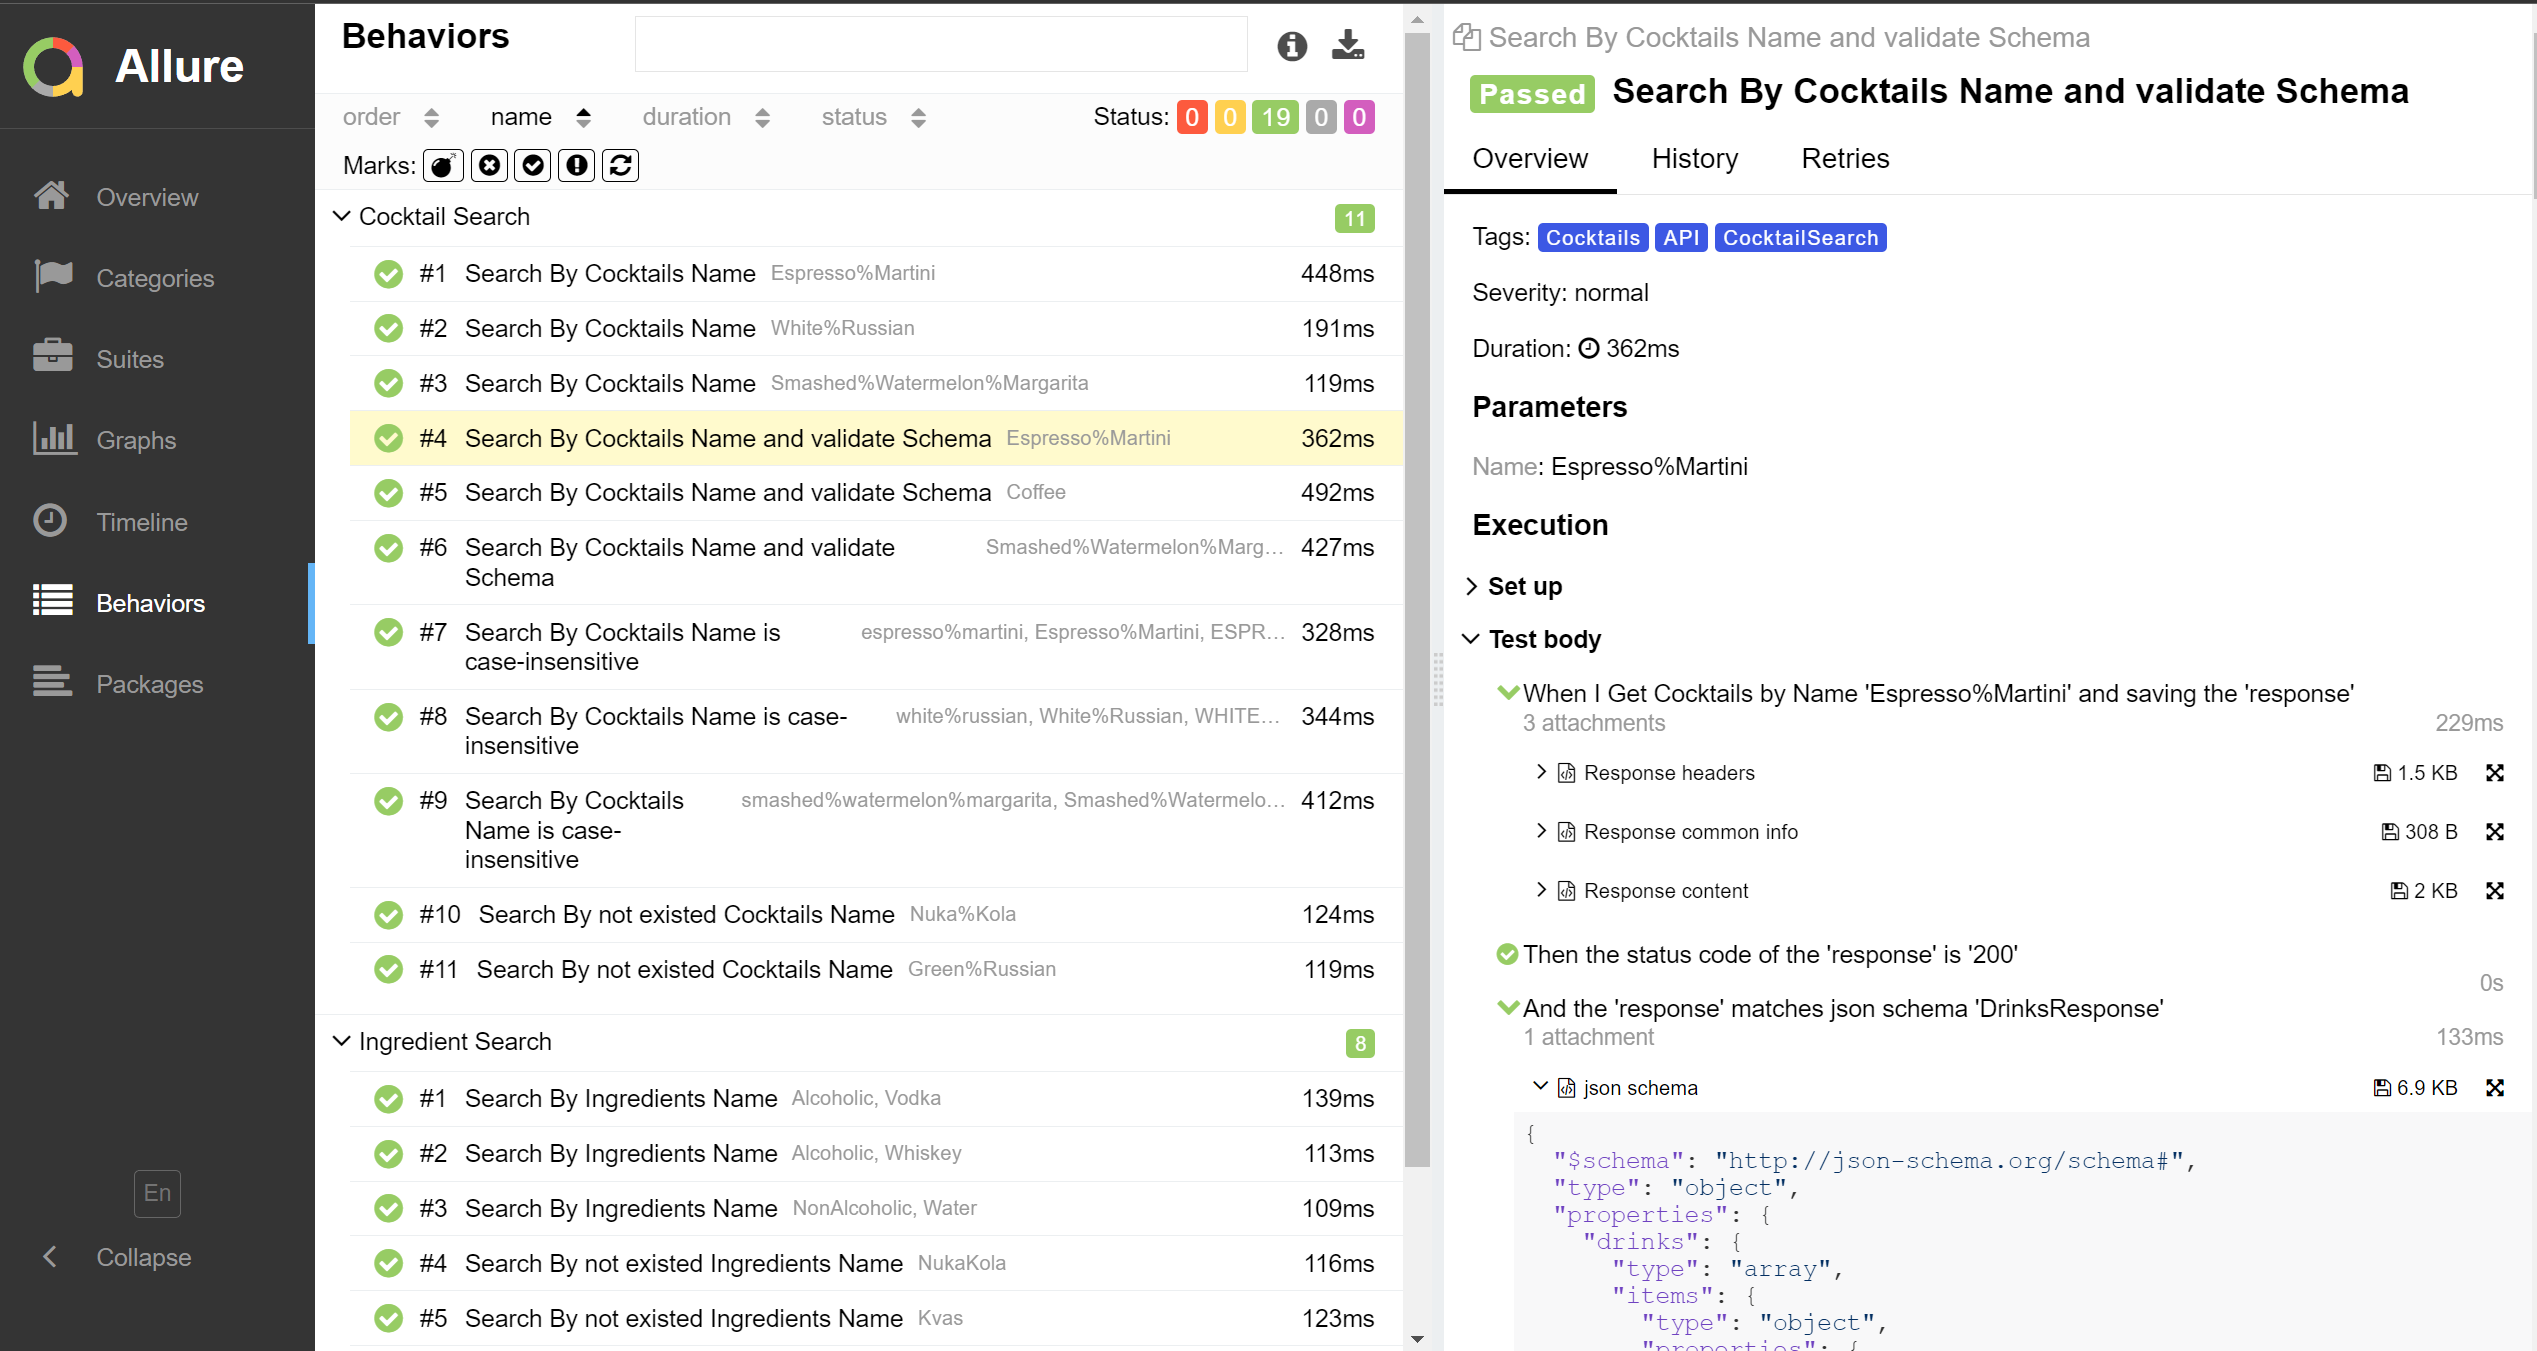 Allure
Overview
Categories
Suites
Graphs
Timeline
Behaviors
Packages
En
Collapse
Behaviors
order name duration status Status: 0 0 19 0 0
Marks:
Cocktail Search 11
#1 Search By Cocktails Name Espresso%Martini 448ms
#2 Search By Cocktails Name White%Russian 191ms
#3 Search By Cocktails Name Smashed%Watermelon%Margarita 119ms
#4 Search By Cocktails Name and validate Schema Espresso%Martini 362ms
#5 Search By Cocktails Name and validate Schema Coffee 492ms
#6 Search By Cocktails Name and validate Smashed%Watermelon%Marg... 427ms
Schema
#7 Search By Cocktails Name is espresso%martini, Espresso%Martini, ESPR... 328ms
case-insensitive
#8 Search By Cocktails Name is case- white%russian, White%Russian, WHITE... 344ms
insensitive
#9 Search By Cocktails smashed%watermelon%margarita, Smashed%Watermelo... 412ms
Name is case-
insensitive
#10 Search By not existed Cocktails Name Nuka%Kola 124ms
#11 Search By not existed Cocktails Name Green%Russian 119ms
Ingredient Search 8
#1 Search By Ingredients Name Alcoholic, Vodka 139ms
#2 Search By Ingredients Name Alcoholic, Whiskey 113ms
#3 Search By Ingredients Name NonAlcoholic, Water 109ms
#4 Search By not existed Ingredients Name NukaKola 116ms
#5 Search By not existed Ingredients Name Kvas 123ms
Search By Cocktails Name and validate Schema
Passed Search By Cocktails Name and validate Schema
Overview History Retries
Tags: Cocktails API CocktailSearch
Severity: normal
Duration: 362ms
Parameters
Name: Espresso%Martini
Execution
Set up
Test body
When I Get Cocktails by Name 'Espresso%Martini' and saving the 'response'
3 attachments 229ms
Response headers 1.5 KB
Response common info 308 B
Response content 2 KB
Then the status code of the 'response' is '200'
0s
And the 'response' matches json schema 'DrinksResponse'
1 attachment 133ms
json schema 6.9 KB
{
"$schema": "http://json-schema.org/schema#",
"type": "object",
"properties": {
"drinks": {
"type": "array",
"items": {
"type": "object",
"properties": {